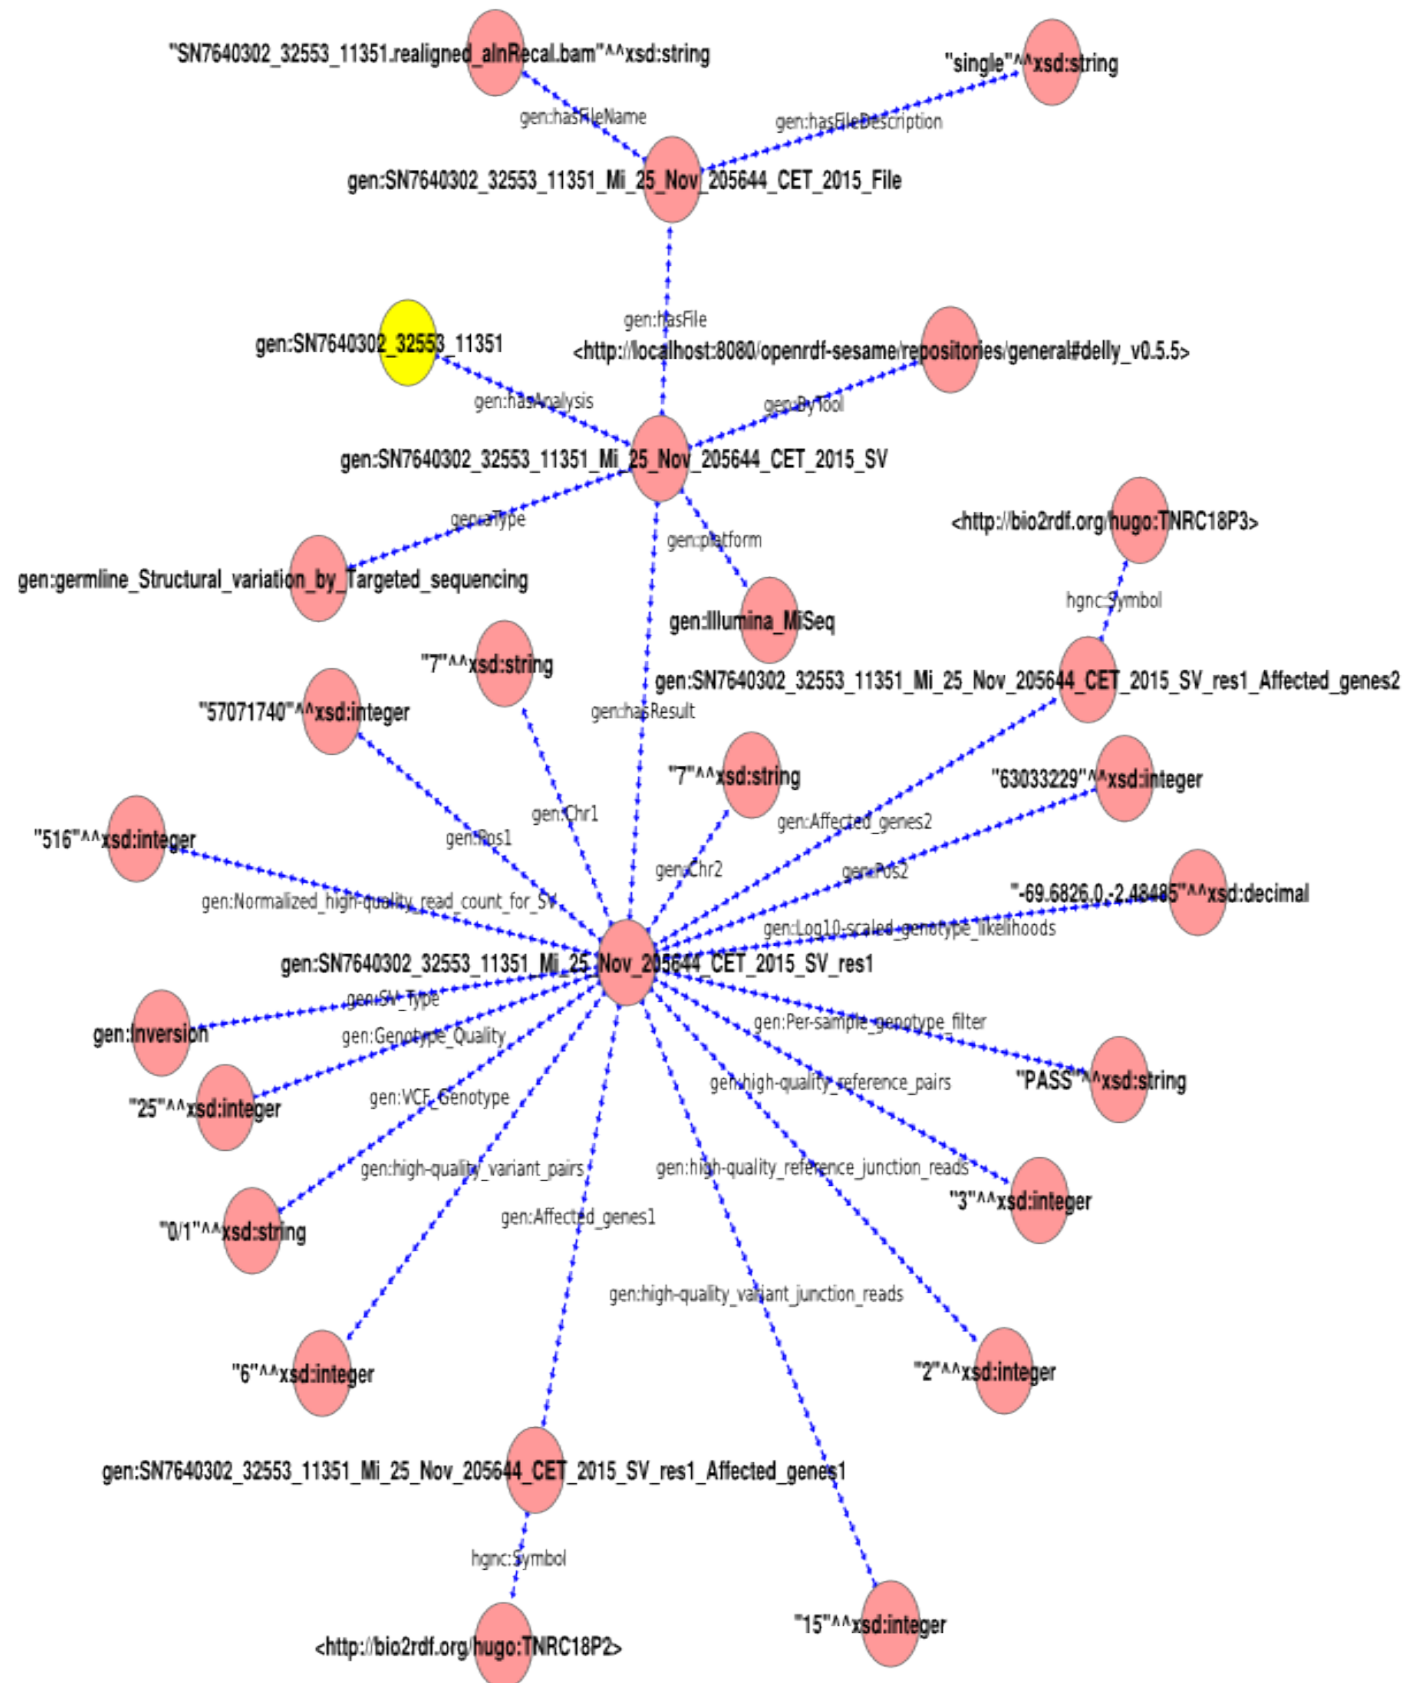 "SN7640302_32553_11351.realigned_alnRecal.bam"^^xsd:string
"single"^^xsd:string
gen:hasFileName
gen:hasFileDescription
gen:SN7640302_32553_11351_Mi_25_Nov_205644_CET_2015_File
gen:hasFile
gen:SN7640302_32553_11351
<http://localhost:8080/openrdf-sesame/repositories/general#delly_v0.5.5>
gen:hasAnalysis
gen:ByTool
gen:SN7640302_32553_11351_Mi_25_Nov_205644_CET_2015_SV
gen:aType
<http://bio2rdf.org/hugo:TNRC18P3>
gen:platform
gen:germline_Structural_variation_by_Targeted_sequencing
hgnc:Symbol
gen:Illumina_MiSeq
"7"^^xsd:string
gen:SN7640302_32553_11351_Mi_25_Nov_205644_CET_2015_SV_res1_Affected_genes2
"57071740"^^xsd:integer
gen:hasResult
"7"^^xsd:string
"63033229"^^xsd:integer
gen:Chr1
gen:Affected_genes2
"516"^^xsd:integer
gen:Pos1
gen:Chr2
gen:Pos2
"-69.6826,0,-2.48485"^^xsd:decimal
gen:Normalized_high-quality_read_count_for_SV
gen:Log10-scaled_genotype_likelihoods
gen:SN7640302_32553_11351_Mi_25_Nov_205644_CET_2015_SV_res1
gen:SV_Type
gen:Inversion
gen:Genotype_Quality
gen:Per-sample_genotype_filter
"25"^^xsd:integer
gen:VCF_Genotype
gen:high-quality_reference_pairs
"PASS"^^xsd:string
gen:high-quality_variant_pairs
gen:high-quality_reference_junction_reads
"3"^^xsd:integer
"0/1"^^xsd:string
gen:Affected_genes1
gen:high-quality_variant_junction_reads
"6"^^xsd:integer
"2"^^xsd:integer
gen:SN7640302_32553_11351_Mi_25_Nov_205644_CET_2015_SV_res1_Affected_genes1
hgnc:Symbol
"15"^^xsd:integer
<http://bio2rdf.org/hugo:TNRC18P2>